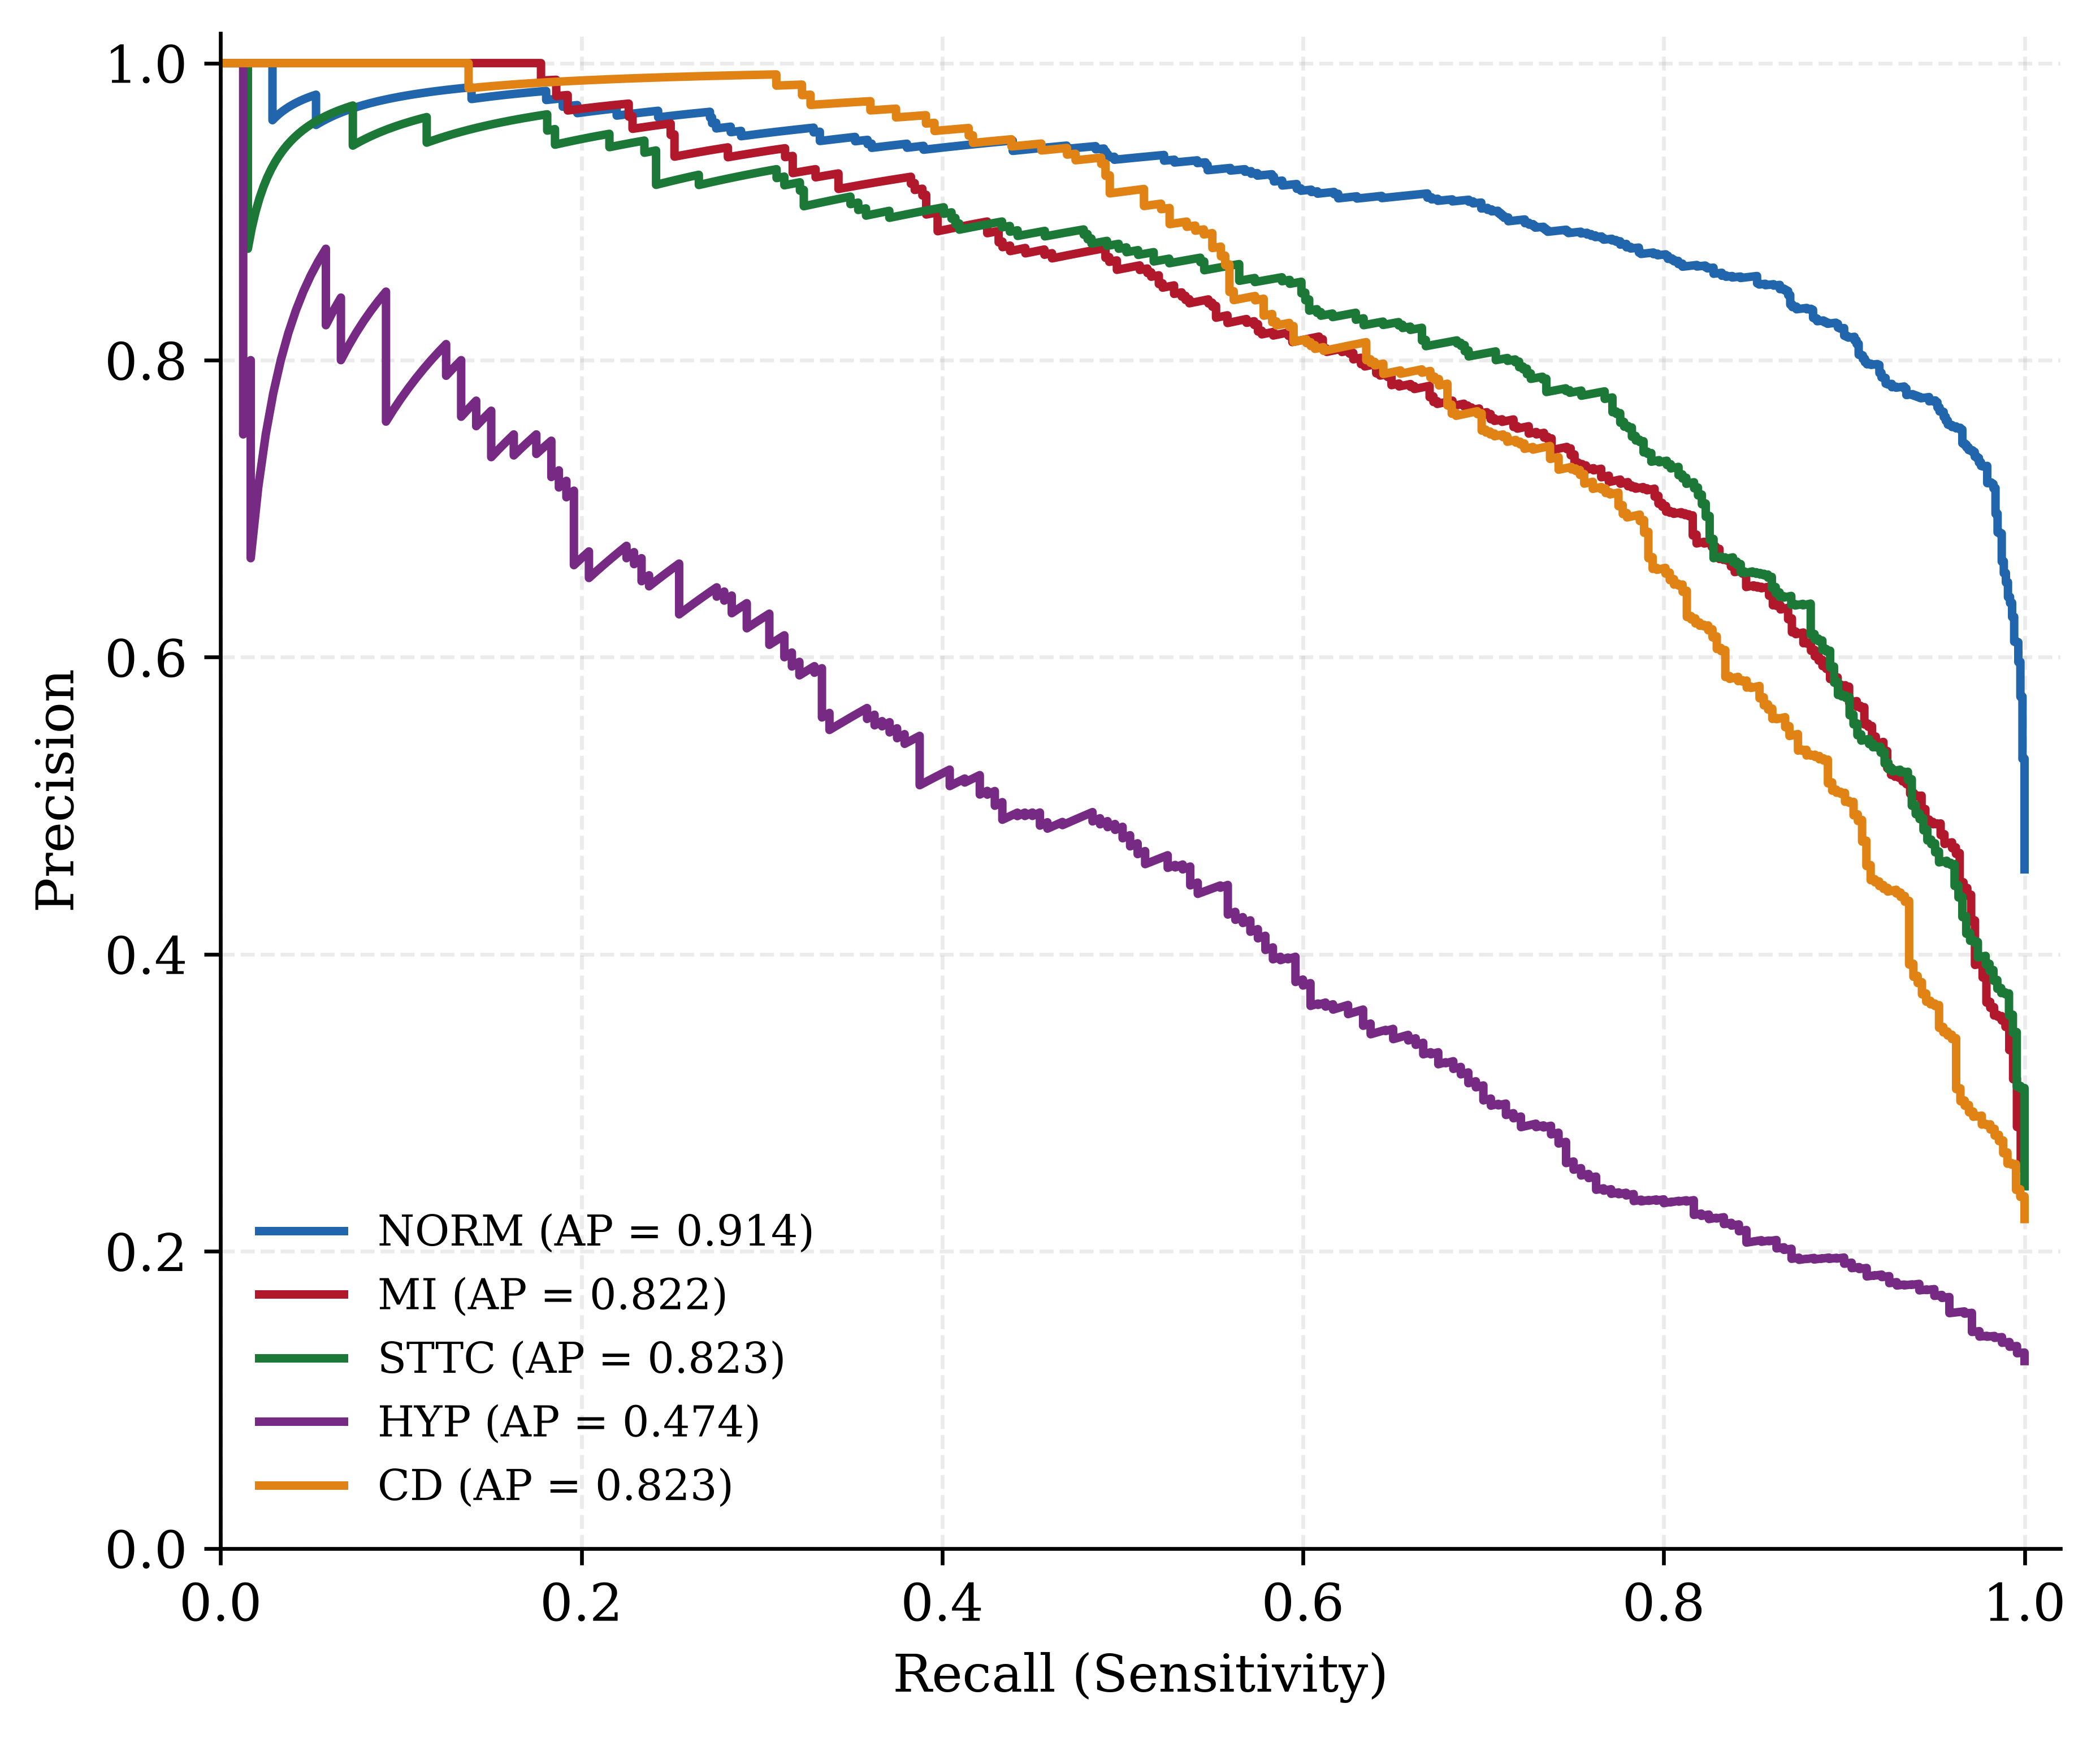 1.0
0.8
0.6
0.4
0.2
0.0
Precision
NORM (AP = 0.914)
MI (AP = 0.822)
STTC (AP = 0.823)
HYP (AP = 0.474)
CD (AP = 0.823)
0.0 0.2 0.4 0.6 0.8 1.0
Recall (Sensitivity)